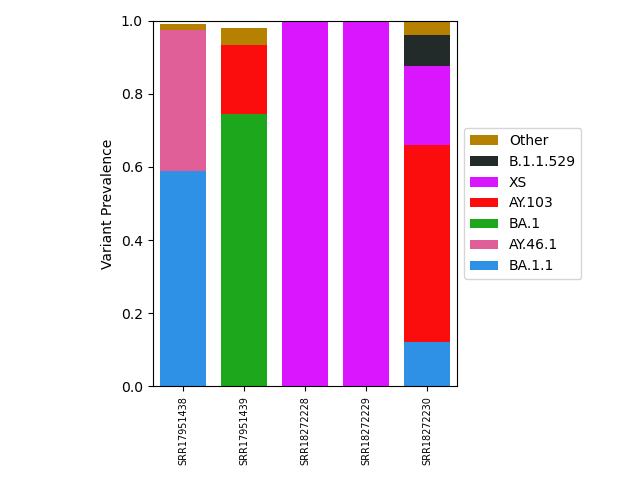 1.0
0.8
0.6
0.4
0.2
0.0
Variant Prevalence
SRR17951438
SRR17951439
SRR18272228
SRR18272229
SRR18272230
Other
B.1.1.529
XS
AY.103
BA.1
AY.46.1
BA.1.1